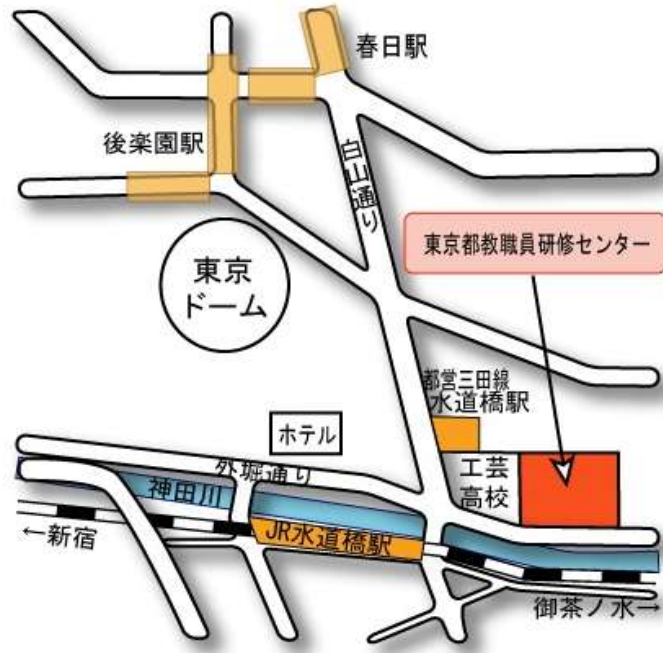 春日駅
後楽園駅
白山通り
東京都教職員研修センター
東京
ドーム
都営三田線
水道橋駅
ホテル
工芸
高校
外堀通り
神田川
JR水道橋駅
←新宿
御茶ノ水→